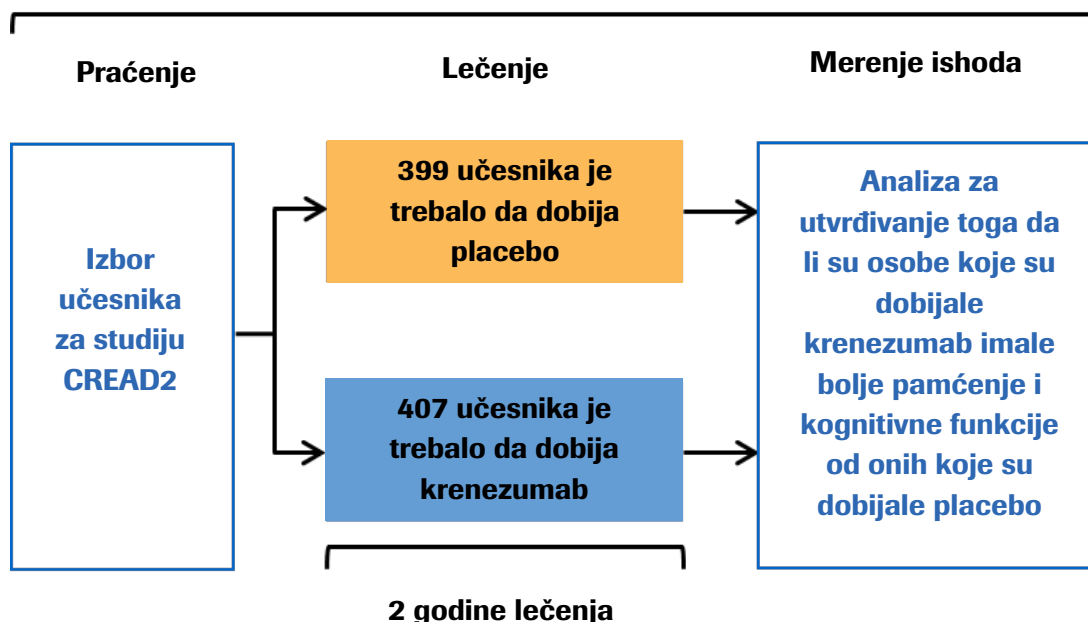 Praćenje
Lečenje
Merenje ishoda
Izbor
učesnika
za studiju
CREAD2
399 učesnika je
trebalo da dobija
placebo
407 učesnika je
trebalo da dobija
krenezumab
Analiza za
utvrđivanje toga da
li su osobe koje su
dobijale
krenezumab imale
bolje pamćenje i
kognitivne funkcije
od onih koje su
dobijale placebo
2 godine lečenja